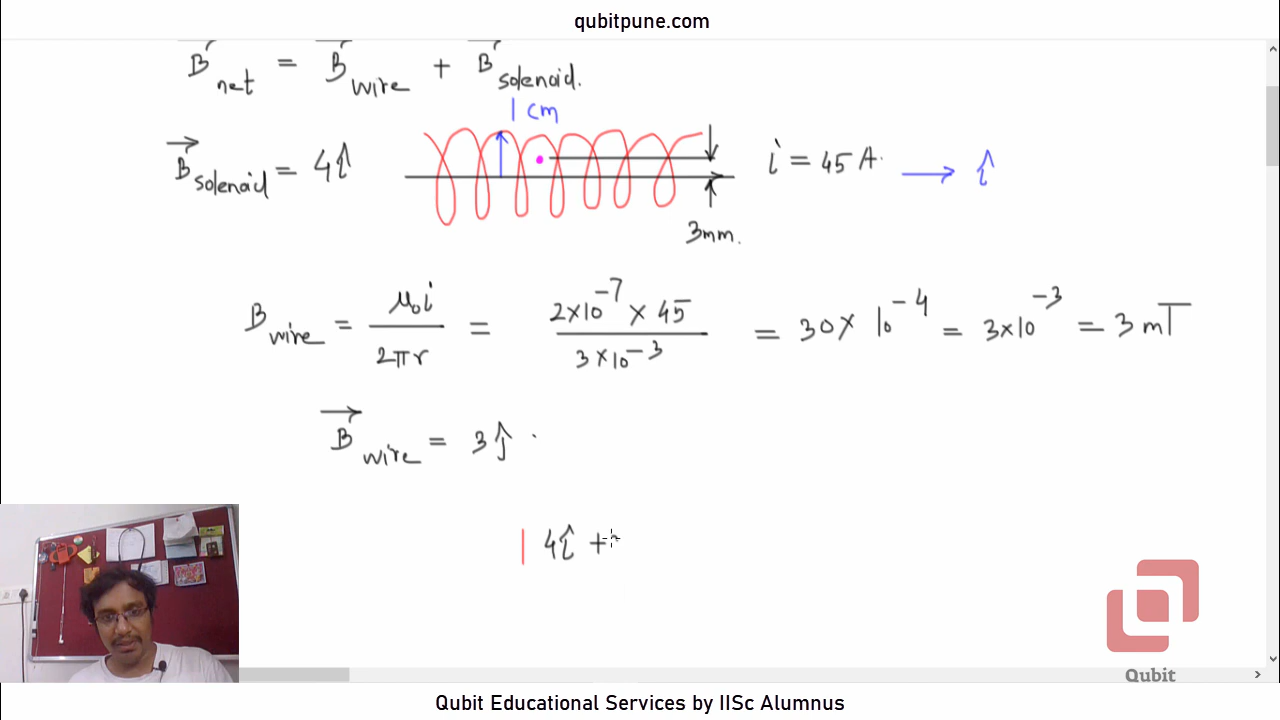 qubitpune.com
B⃗ net = B⃗ wire + B⃗ solenoid.
1 cm
B⃗ solenoid = 4î
i = 45 A. → î
3mm.
B wire = μ₀i / 2πr = 2×10⁻⁷ × 45 / 3×10⁻³ = 30× 10⁻⁴ = 3×10⁻³ = 3 mT
B⃗ wire = 3ĵ .
| 4î +
Qubit
Qubit Educational Services by IISc Alumnus